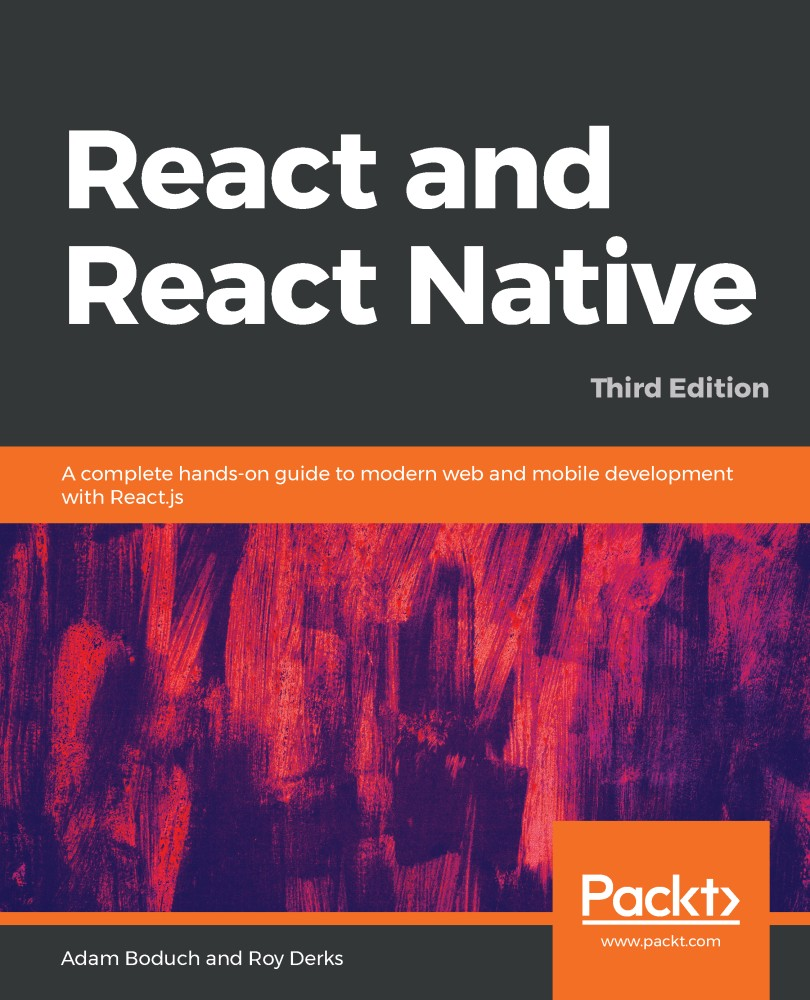 React and
React Native
Third Edition
A complete hands-on guide to modern web and mobile development
with React.js
Packt>
www.packt.com
Adam Boduch and Roy Derks